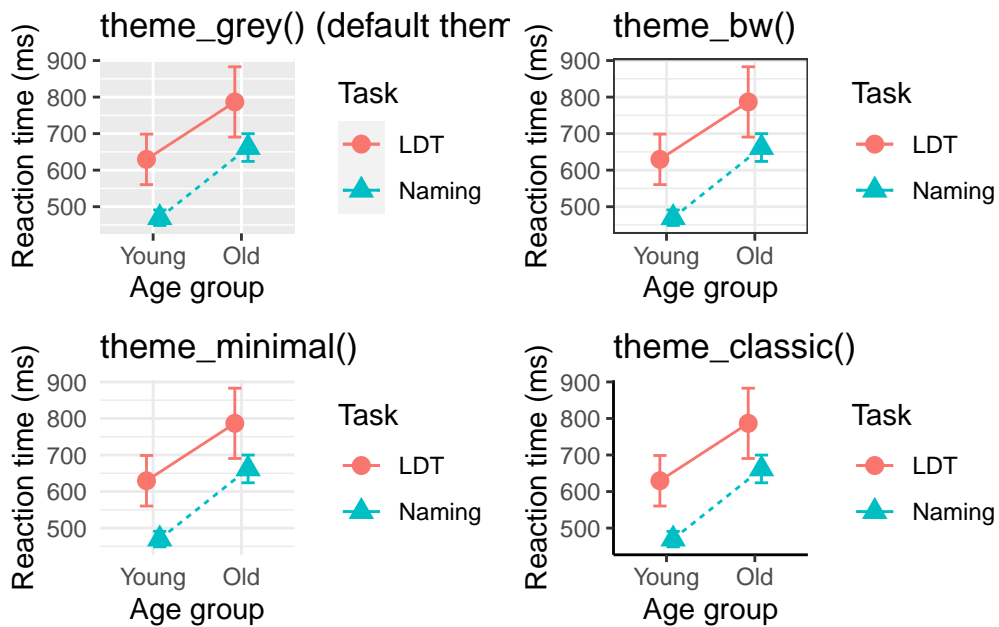 theme_grey() (default them
Reaction time (ms)
900
800
700
600
500
Young
Old
Age group
Task
LDT
Naming
theme_bw()
Reaction time (ms)
900
800
700
600
500
Young
Old
Age group
Task
LDT
Naming
theme_minimal()
Reaction time (ms)
900
800
700
600
500
Young
Old
Age group
Task
LDT
Naming
theme_classic()
Reaction time (ms)
900
800
700
600
500
Young
Old
Age group
Task
LDT
Naming